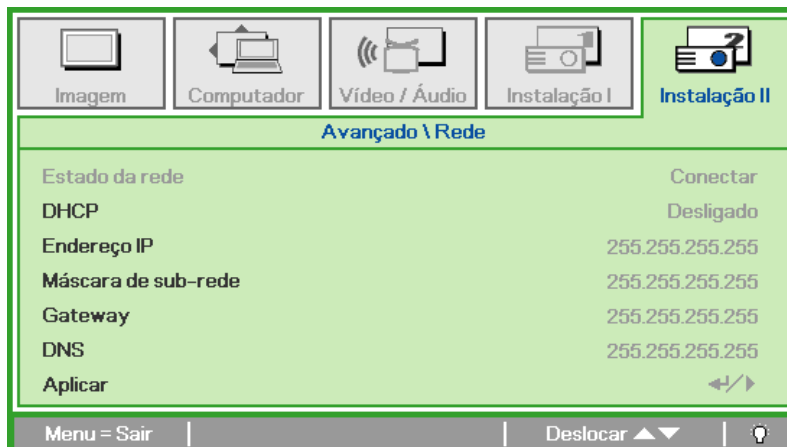 Imagem Computador Vídeo / Áudio Instalação I Instalação II
Avançado \ Rede
Estado da rede Conectar
DHCP Desligado
Endereço IP 255.255.255.255
Máscara de sub-rede 255.255.255.255
Gateway 255.255.255.255
DNS 255.255.255.255
Aplicar
Menu = Sair Deslocar